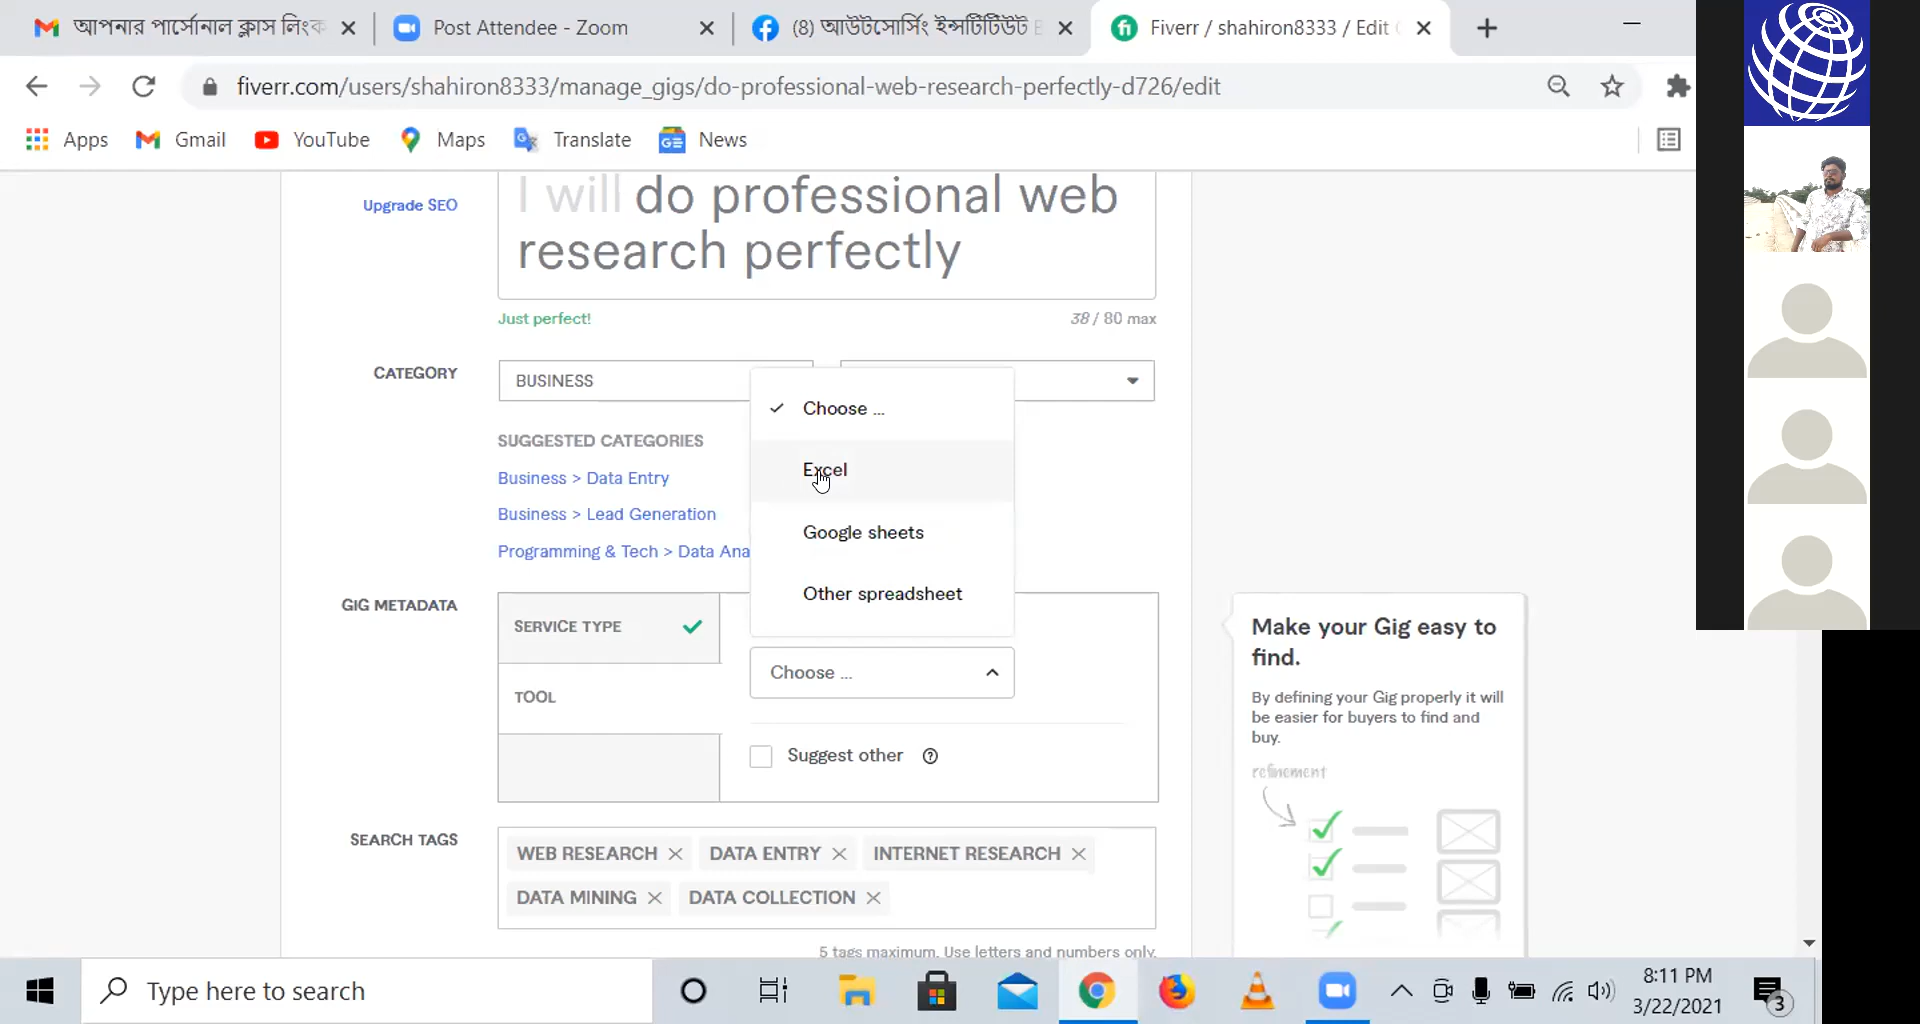 আপনার পার্সোনাল ক্লাস লিংক
Post Attendee - Zoom
(8) আউটসোর্সিং ইন্সটিটিউট
Fiverr / shahiron8333 / Edit
fiverr.com/users/shahiron8333/manage_gigs/do-professional-web-research-perfectly-d726/edit
Apps
Gmail
YouTube
Maps
Translate
News
Upgrade SEO
I will do professional web
research perfectly
Just perfect!
38 / 80 max
CATEGORY
BUSINESS
Choose ...
Excel
Google sheets
Other spreadsheet
SUGGESTED CATEGORIES
Business > Data Entry
Business > Lead Generation
Programming & Tech > Data Ana
GIG METADATA
SERVICE TYPE
TOOL
Choose ...
Suggest other
Make your Gig easy to
find.
By defining your Gig properly it will
be easier for buyers to find and
buy.
refinement
SEARCH TAGS
WEB RESEARCH
DATA ENTRY
INTERNET RESEARCH
DATA MINING
DATA COLLECTION
5 tags maximum. Use letters and numbers only.
Type here to search
8:11 PM
3/22/2021
3